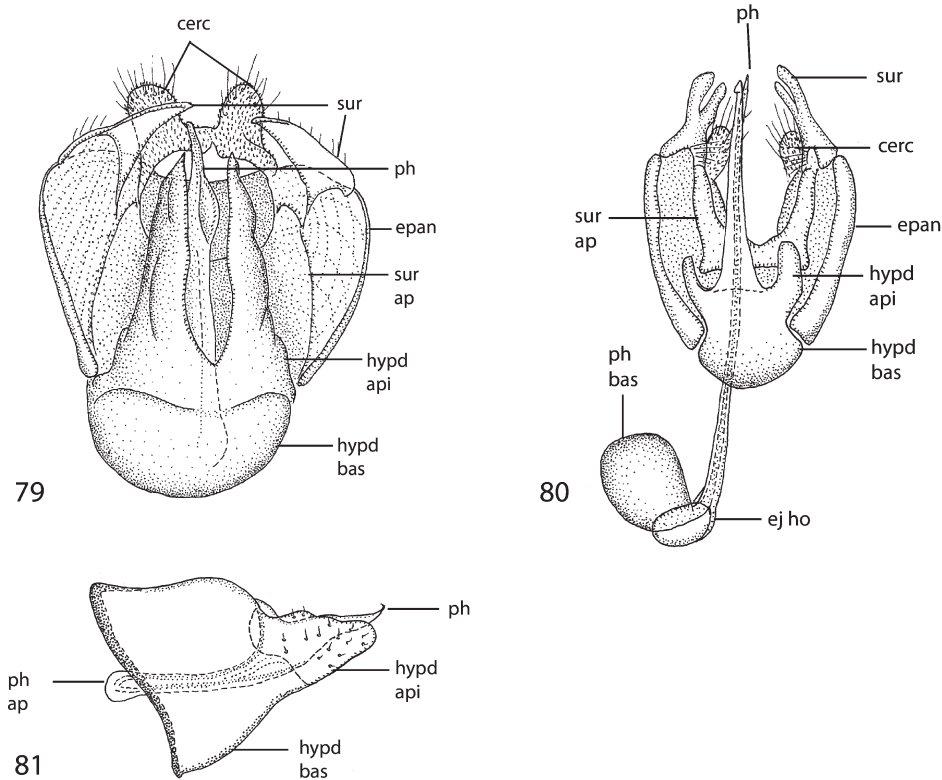 cerc
sur
ph
epan
sur
ap
hypd
api
hypd
bas
79
ph
sur
cerc
sur
ap
epan
hypd
api
hypd
bas
ph
bas
ej ho
80
ph
hypd
api
ph
ap
hypd
bas
81